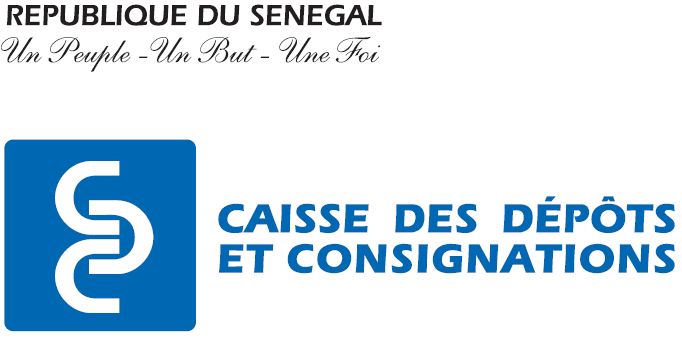 REPUBLIQUE DU SENEGAL
Un Peuple - Un But - Une Foi
CAISSE DES DÉPÔTS
ET CONSIGNATIONS